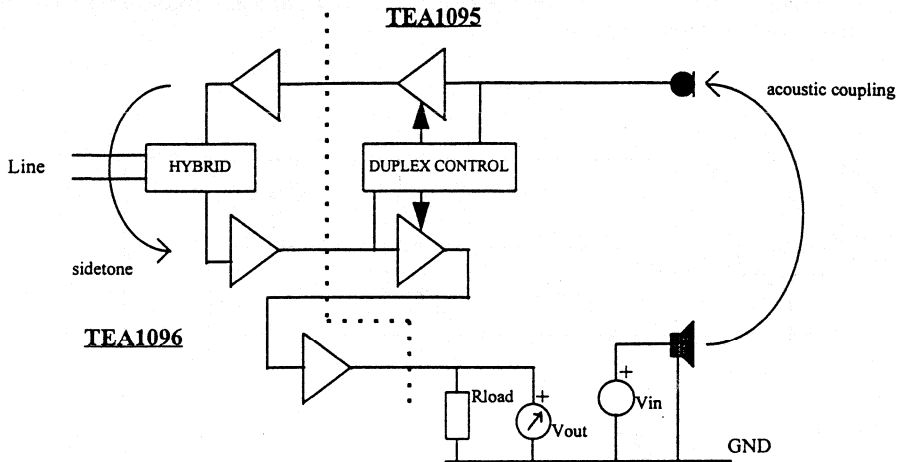 TEA1095
acoustic coupling
Line
HYBRID
DUPLEX CONTROL
sidetone
TEA1096
Rload
+
Vout
+
Vin
GND